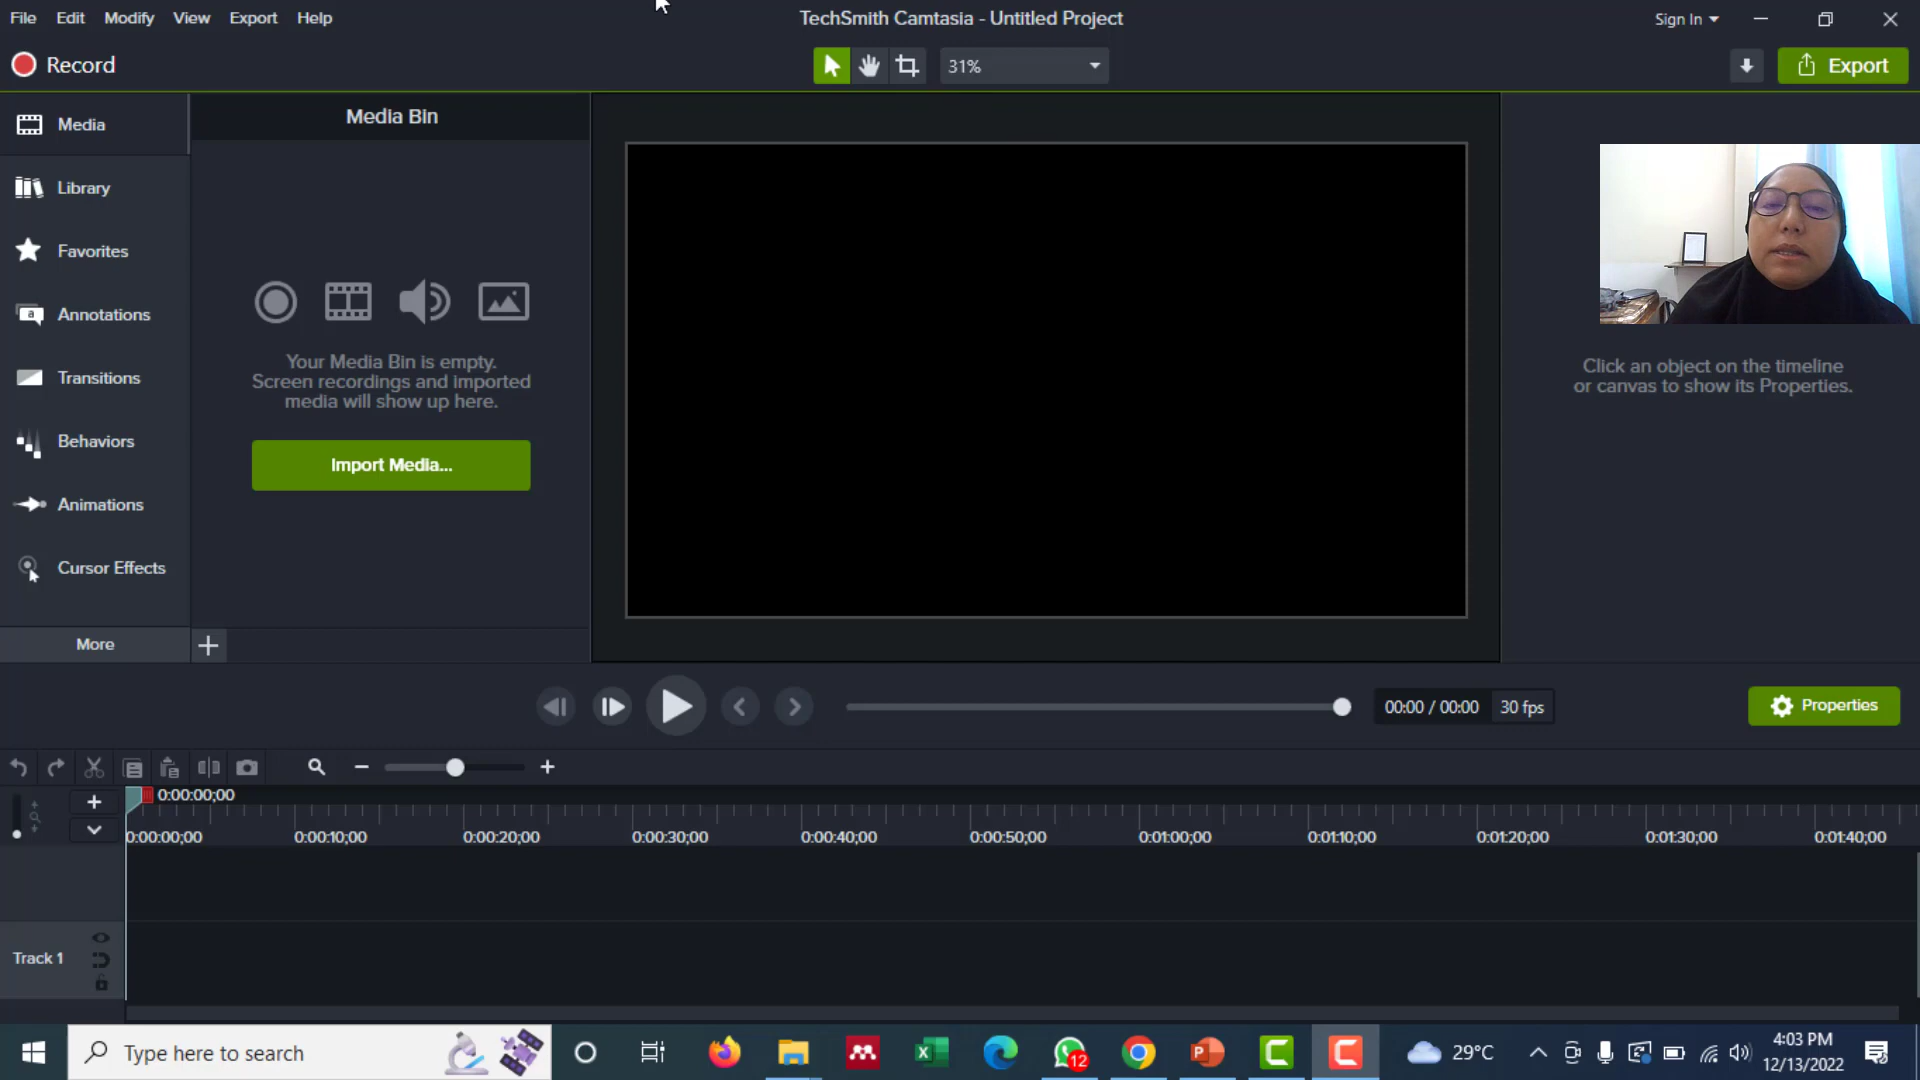 File Edit Modify View Export Help
TechSmith Camtasia - Untitled Project
Sign In
Record
31%
Export
Media
Library
Favorites
Annotations
Transitions
Behaviors
Animations
Cursor Effects
More
Media Bin
Your Media Bin is empty.
Screen recordings and imported
media will show up here.
Import Media...
Click an object on the timeline
or canvas to show its Properties.
00:00 / 00:00 30 fps
Properties
0:00:00;00
0:00:00;00 0:00:10;00 0:00:20;00 0:00:30;00 0:00:40;00 0:00:50;00 0:01:00;00 0:01:10;00 0:01:20;00 0:01:30;00 0:01:40;00
Track 1
Type here to search
12
29°C
4:03 PM
12/13/2022